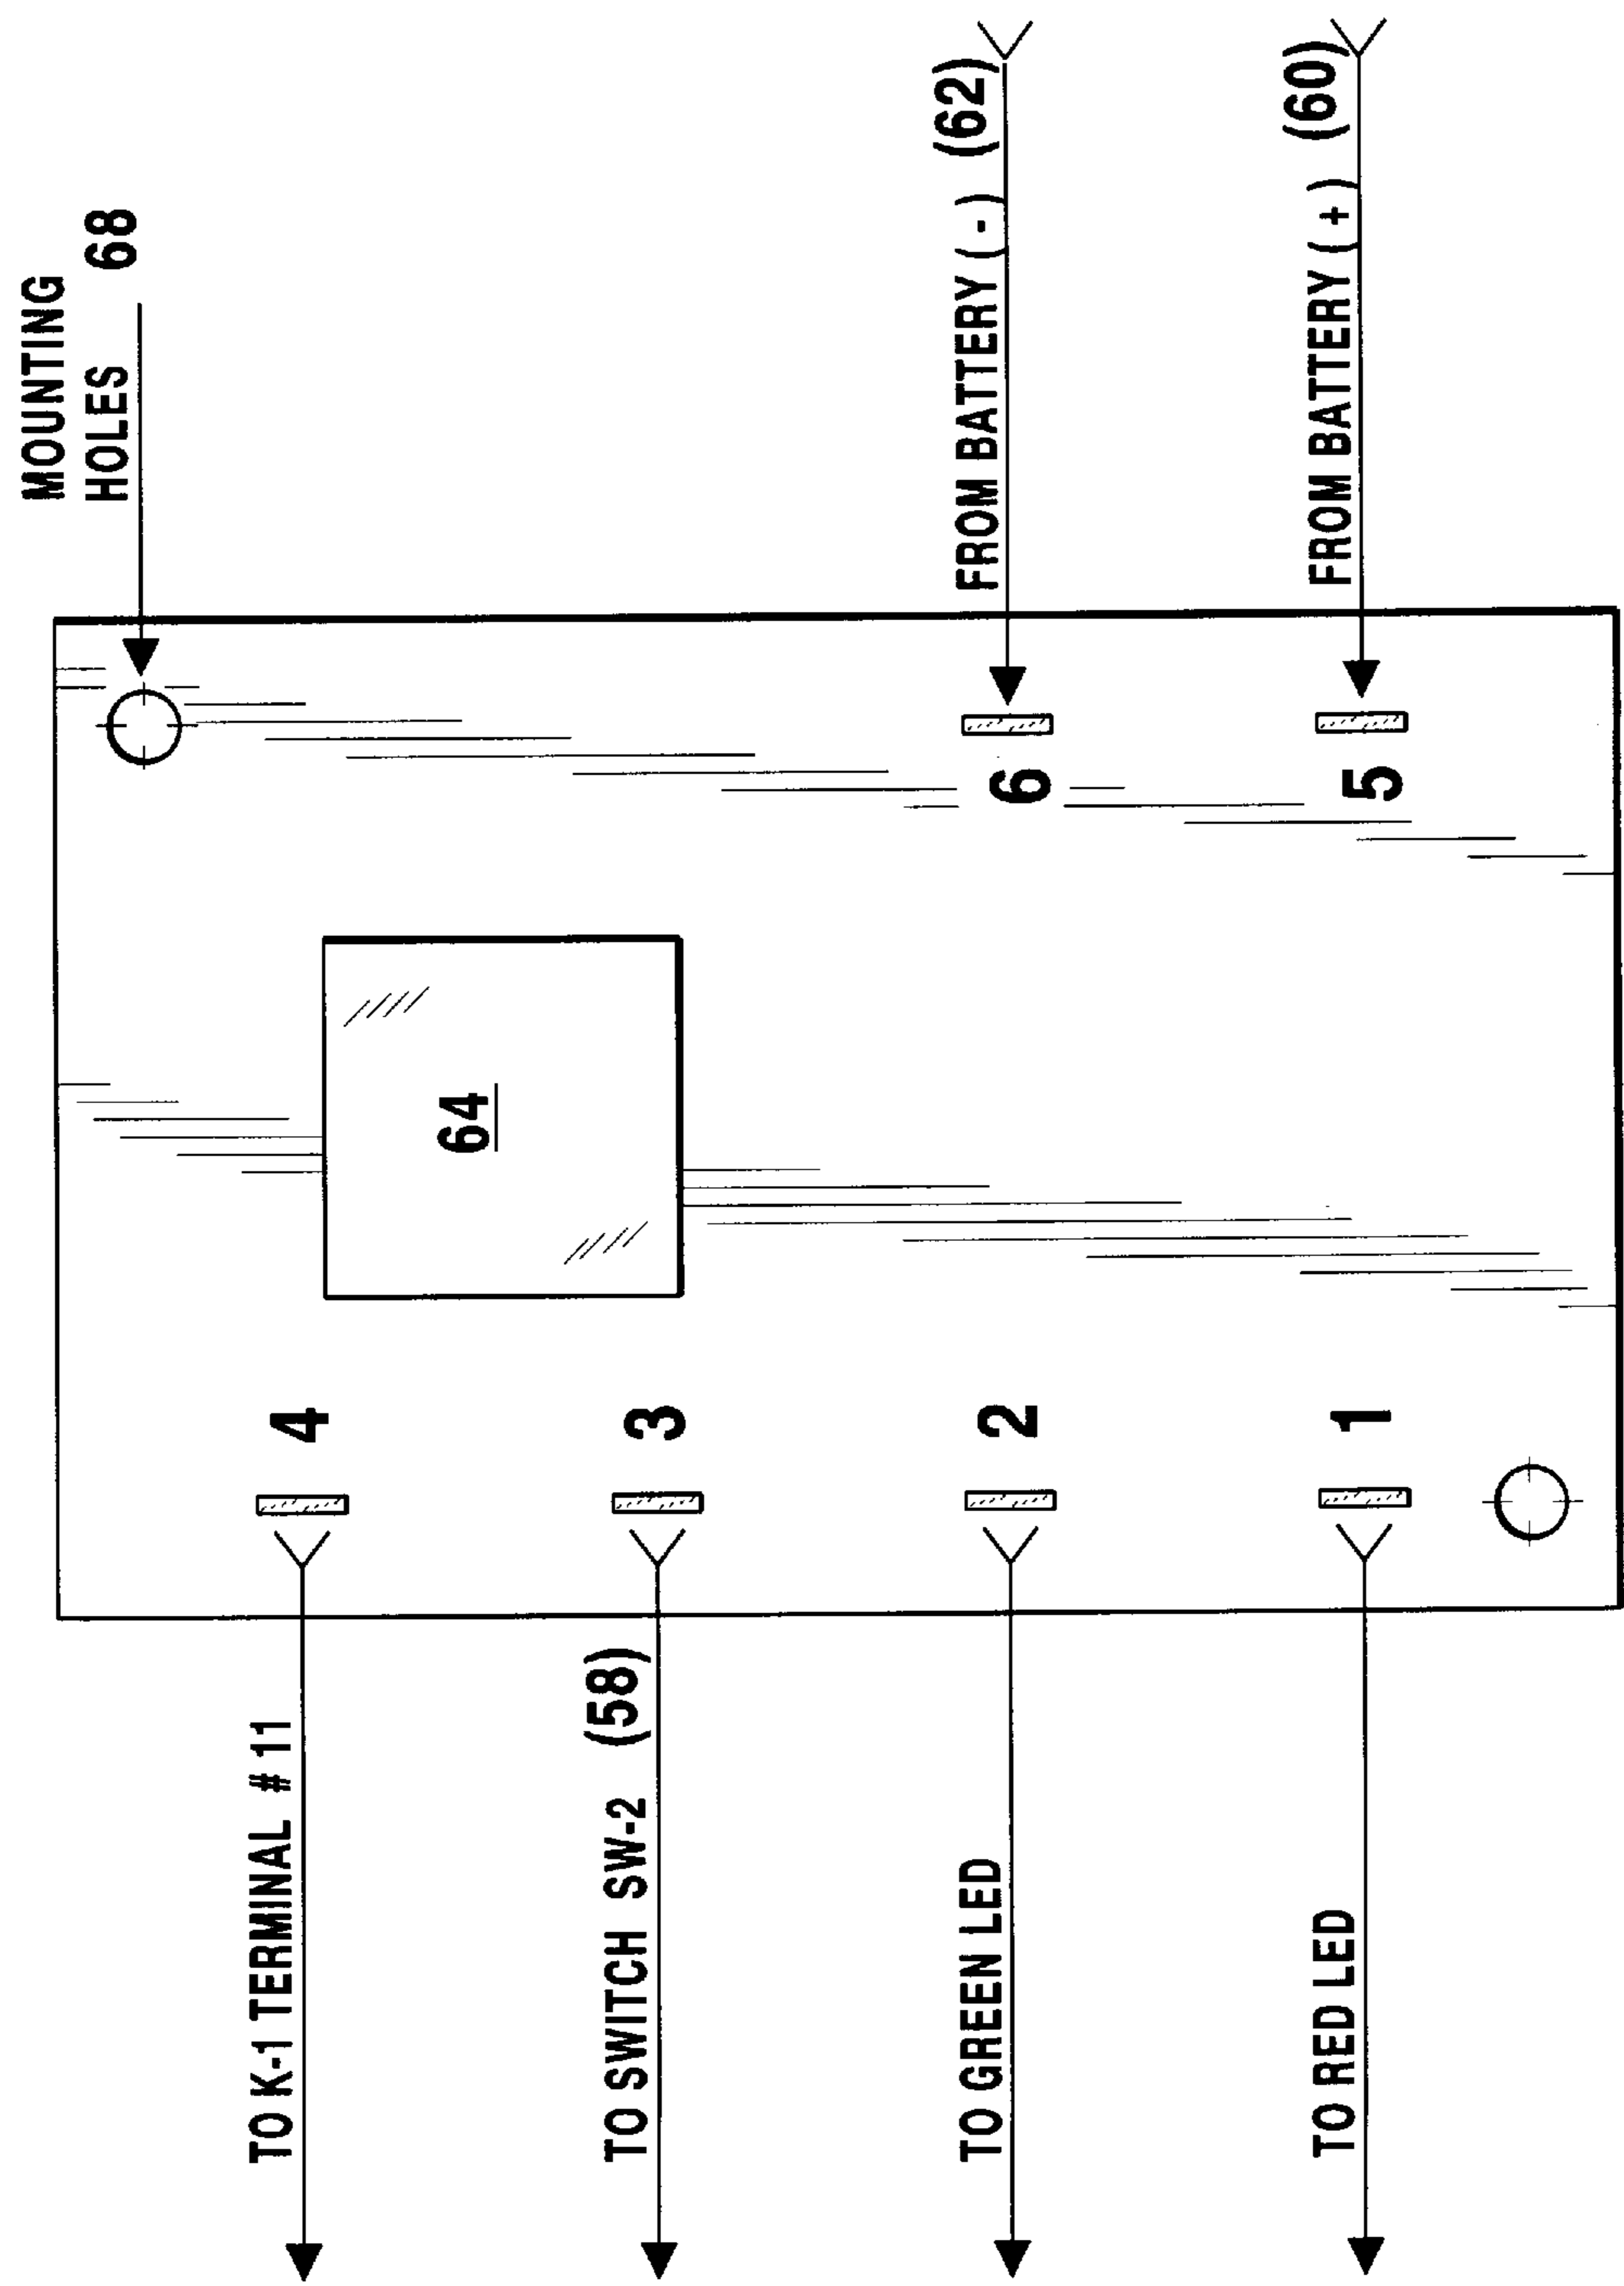 MOUNTING
HOLES 68
TO K-1 TERMINAL # 11
4
64
TO SWITCH SW-2 (58)
3
TO GREEN LED
2
6
FROM BATTERY ( - ) (62)
TO RED LED
1
5
FROM BATTERY ( + ) (60)